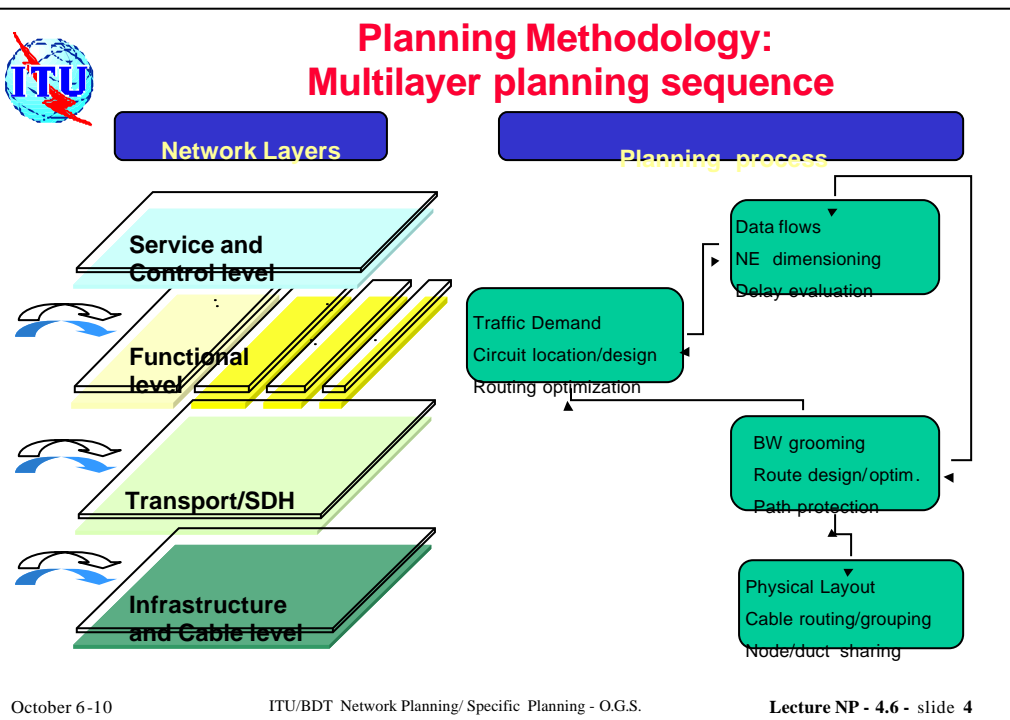 Planning Methodology:
Multilayer planning sequence
ITU
Network Layers
Planning process
Service and
Control level
Functional
level
Transport/SDH
Infrastructure
and Cable level
Data flows
NE dimensioning
Delay evaluation
Traffic Demand
Circuit location/design
Routing optimization
BW grooming
Route design/optim.
Path protection
Physical Layout
Cable routing/grouping
Node/duct sharing
October 6-10
ITU/BDT Network Planning/ Specific Planning - O.G.S.
Lecture NP - 4.6 - slide 4